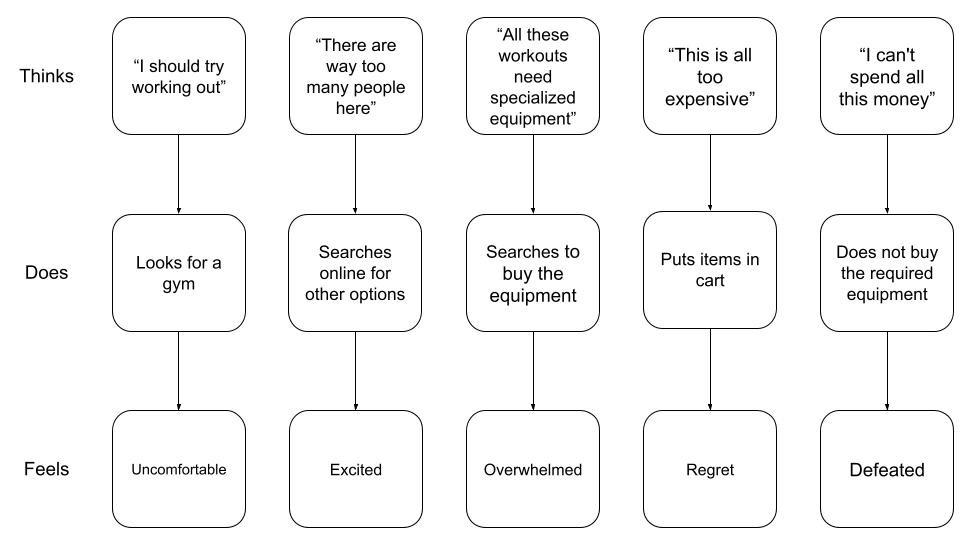 Thinks
“I should try
working out”
“There are
way too
many people
here”
“All these
workouts
need
specialized
equipment”
“This is all
too
expensive”
“I can't
spend all
this money”
Does
Looks for a
gym
Searches
online for
other options
Searches to
buy the
equipment
Puts items in
cart
Does not buy
the required
equipment
Feels
Uncomfortable
Excited
Overwhelmed
Regret
Defeated